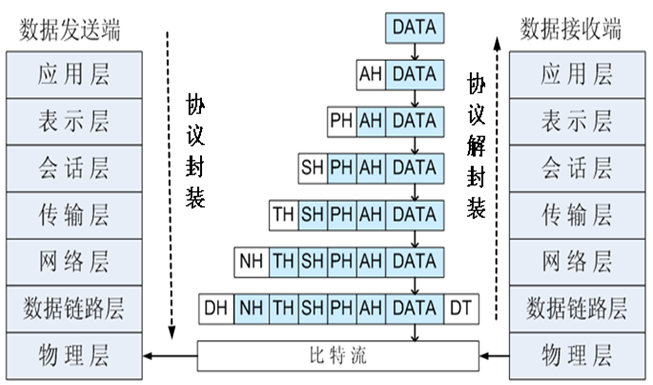 数据发送端
DATA
数据接收端
应用层
AH DATA
应用层
表示层
PH AH DATA
表示层
会话层
SH PH AH DATA
会话层
传输层
TH SH PH AH DATA
传输层
网络层
NH TH SH PH AH DATA
网络层
数据链路层
DH NH TH SH PH AH DATA DT
数据链路层
物理层
比特流
物理层
协议封装
协议解封装